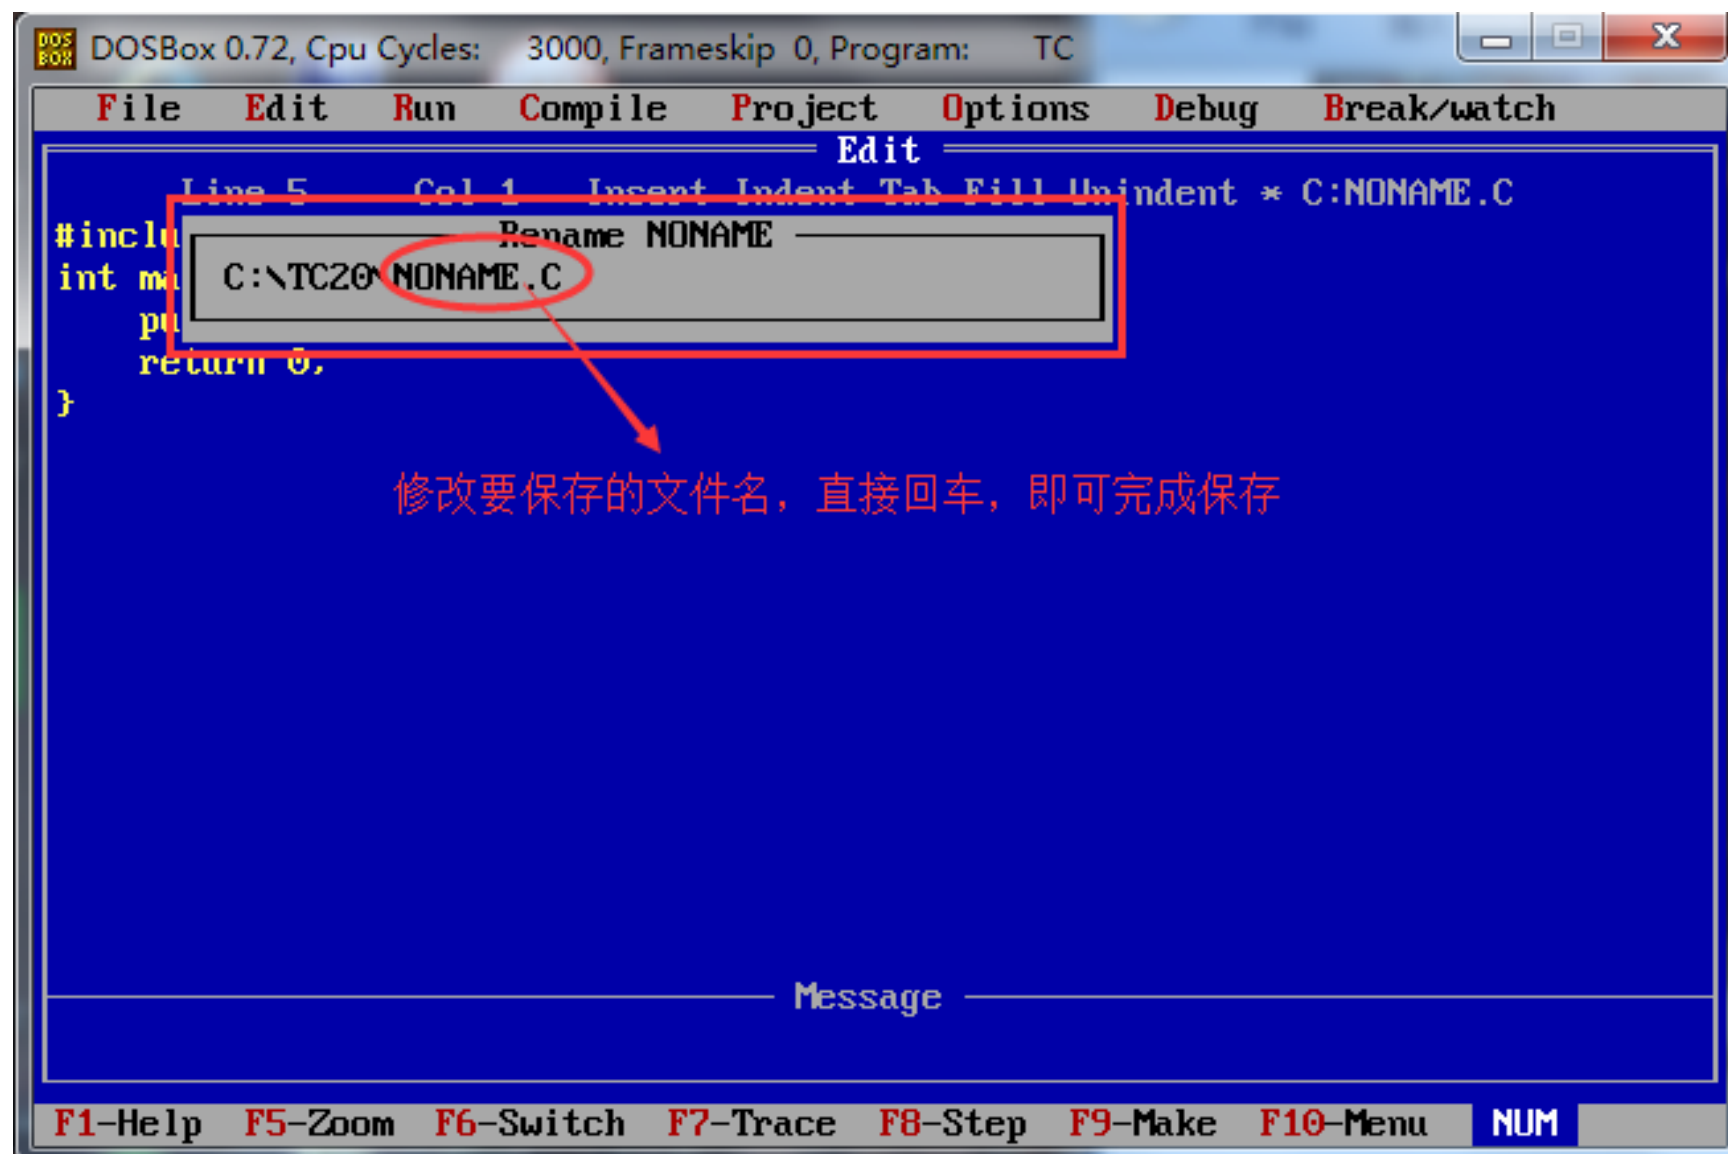 DOS
BOX
DOSBox 0.72, Cpu Cycles: 3000, Frameskip 0, Program: TC
File Edit Run Compile Project Options Debug Break/watch
Edit
Line 5 Col 1 Insert Indent Tab Fill Unindent * C:NONAME.C
#inclu
Rename NONAME
int ma
C:\TC20\NONAME.C
pu
return 0;
}
修改要保存的文件名，直接回车，即可完成保存
Message
F1-Help F5-Zoom F6-Switch F7-Trace F8-Step F9-Make F10-Menu NUM